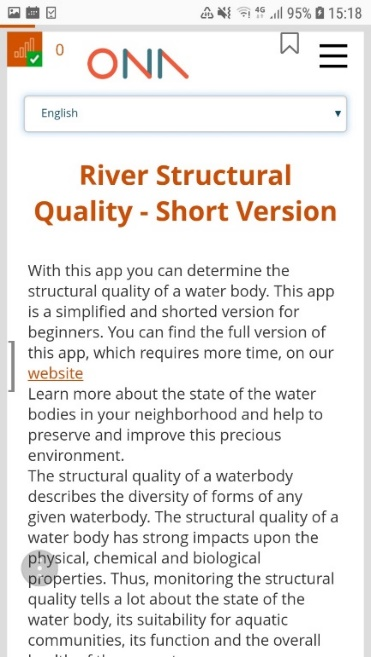 4G 95% 15:18
0
ONA
English
River Structural
Quality - Short Version
With this app you can determine the
structural quality of a water body. This app
is a simplified and shorted version for
beginners. You can find the full version of
this app, which requires more time, on our
website
Learn more about the state of the water
bodies in your neighborhood and help to
preserve and improve this precious
environment.
The structural quality of a waterbody
describes the diversity of forms of any
given waterbody. The structural quality of a
water body has strong impacts upon the
physical, chemical and biological
properties. Thus, monitoring the structural
quality tells a lot about the state of the
water body, its suitability for aquatic
communities, its function and the overall